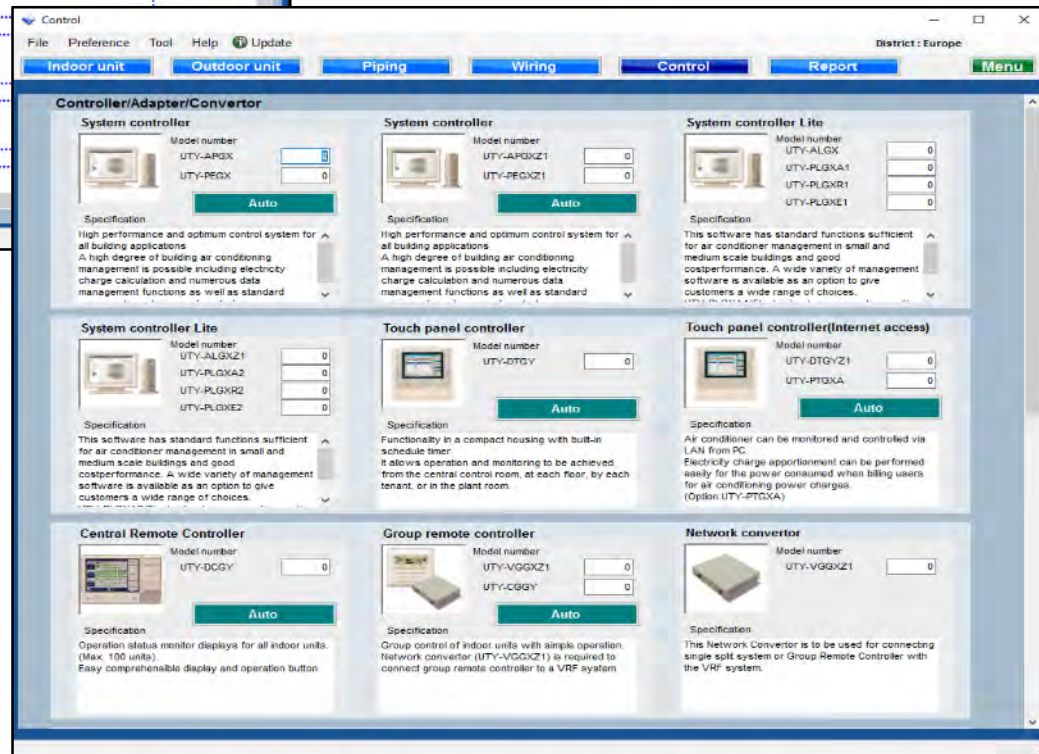 Control
File Preference Tool Help Update District : Europe
Indoor unit Outdoor unit Piping Wiring Control Report Menu
Controller/Adapter/Convertor
System controller
Model number
UTY-APGX 0
UTY-PEGX 0
Auto
Specification
High performance and optimum control system for
all building applications
A high degree of building air conditioning
management is possible including electricity
charge calculation and numerous data
management functions as well as standard
System controller
Model number
UTY-APGXZ1 0
UTY-PEGXZ1 0
Auto
Specification
High performance and optimum control system for
all building applications
A high degree of building air conditioning
management is possible including electricity
charge calculation and numerous data
management functions as well as standard
System controller Lite
Model number
UTY-ALGX 0
UTY-PLGXA1 0
UTY-PLGXR1 0
UTY-PLGXE1 0
Specification
This software has standard functions sufficient
for air conditioner management in small and
medium scale buildings and good
costperformance. A wide variety of management
software is available as an option to give
customers a wide range of choices.
System controller Lite
Model number
UTY-ALGXZ1 0
UTY-PLGXA2 0
UTY-PLGXR2 0
UTY-PLGXE2 0
Specification
This software has standard functions sufficient
for air conditioner management in small and
medium scale buildings and good
costperformance. A wide variety of management
software is available as an option to give
customers a wide range of choices.
Touch panel controller
Model number
UTY-DTGY 0
Auto
Specification
Functionality in a compact housing with built-in
schedule timer
It allows operation and monitoring to be achieved
from the central control room, at each floor, by each
tenant, or in the plant room.
Touch panel controller(Internet access)
Model number
UTY-DTGYZ1 0
UTY-PTGXA 0
Auto
Specification
Air conditioner can be monitored and controlled via
LAN from PC.
Electricity charge apportionment can be performed
easily for the power consumed when billing users
for air conditioning power charges.
(Option:UTY-PTGXA)
Central Remote Controller
Model number
UTY-DCGY 0
Auto
Specification
Operation status monitor displays for all indoor units.
(Max. 100 units).
Easy comprehensible display and operation button
Group remote controller
Model number
UTY-VGGXZ1 0
UTY-CGGY 0
Auto
Specification
Group control of indoor units with simple operation.
Network convertor (UTY-VGGXZ1) is required to
connect group remote controller to a VRF system
Network convertor
Model number
UTY-VGGXZ1 0
Specification
This Network Convertor is to be used for connecting
single split system or Group Remote Controller with
the VRF system.